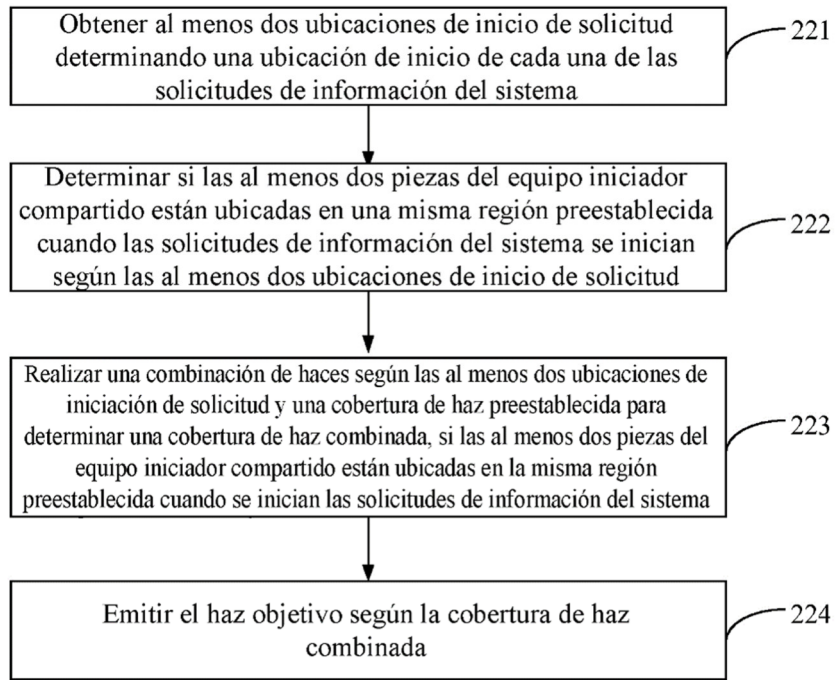 Obtener al menos dos ubicaciones de inicio de solicitud
determinando una ubicación de inicio de cada una de las
solicitudes de información del sistema
221
Determinar si las al menos dos piezas del equipo iniciador
compartido están ubicadas en una misma región preestablecida
cuando las solicitudes de información del sistema se inician
según las al menos dos ubicaciones de inicio de solicitud
222
Realizar una combinación de haces según las al menos dos ubicaciones de
iniciación de solicitud y una cobertura de haz preestablecida para
determinar una cobertura de haz combinada, si las al menos dos piezas del
equipo iniciador compartido están ubicadas en la misma región
preestablecida cuando se inician las solicitudes de información del sistema
223
Emitir el haz objetivo según la cobertura de haz
combinada
224